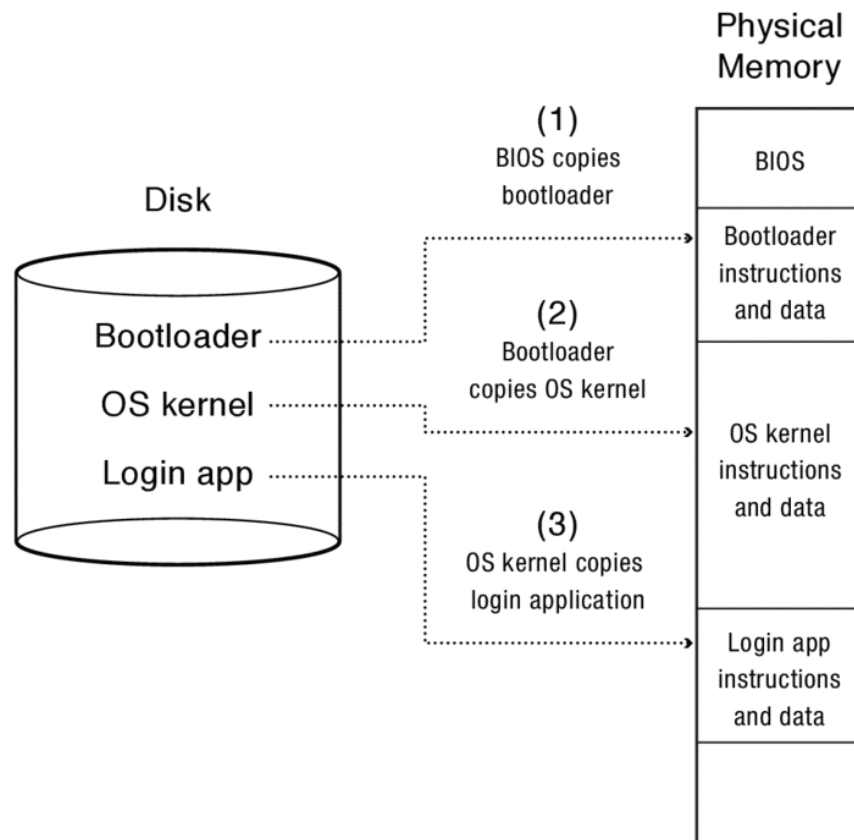 Physical
Memory
(1)
BIOS copies
bootloader
BIOS
Disk
Bootloader
instructions
and data
(2)
Bootloader
copies OS kernel
Bootloader
OS kernel
Login app
OS kernel
instructions
and data
(3)
OS kernel copies
login application
Login app
instructions
and data